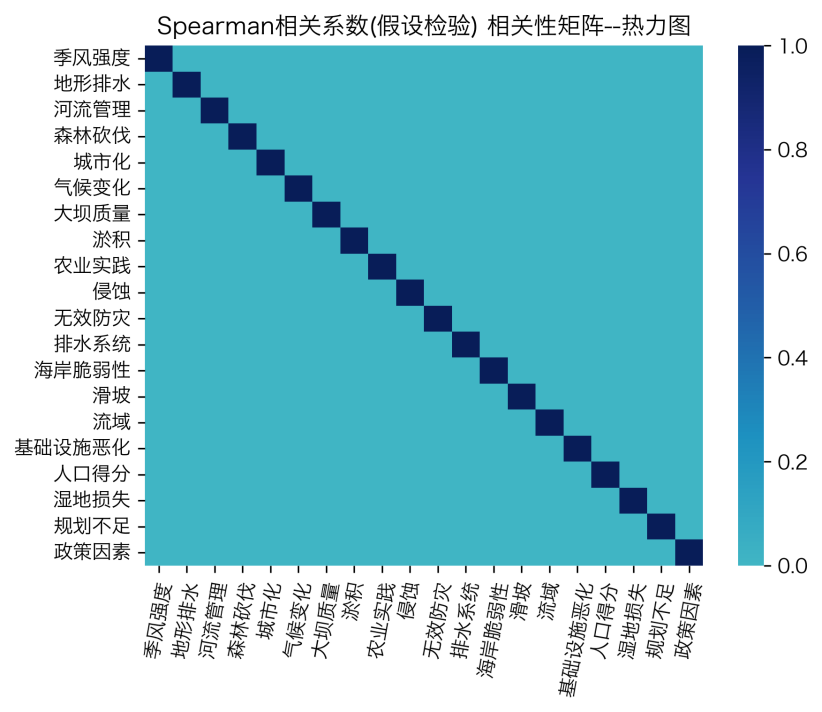 Spearman相关系数(假设检验) 相关性矩阵--热力图
季风强度
地形排水
河流管理
森林砍伐
城市化
气候变化
大坝质量
淤积
农业实践
侵蚀
无效防灾
排水系统
海岸脆弱性
滑坡
流域
基础设施恶化
人口得分
湿地损失
规划不足
政策因素
1.0
0.8
0.6
0.4
0.2
0.0
季风强度
地形排水
河流管理
森林砍伐
城市化
气候变化
大坝质量
淤积
农业实践
侵蚀
无效防灾
排水系统
海岸脆弱性
滑坡
流域
基础设施恶化
人口得分
湿地损失
规划不足
政策因素